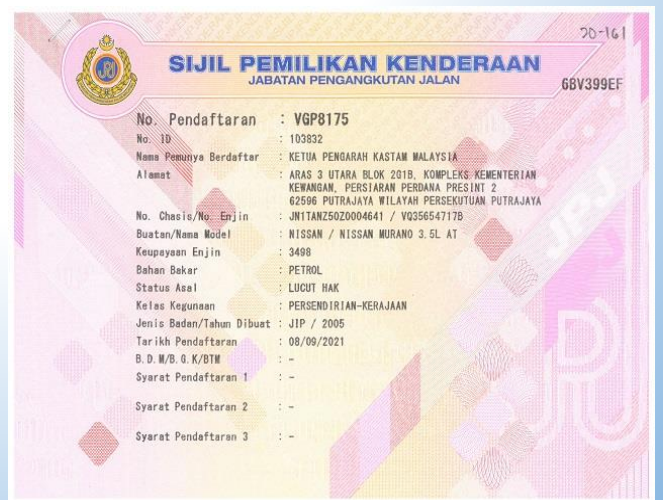 20-161
SIJIL PEMILIKAN KENDERAAN
JABATAN PENGANGKUTAN JALAN
6BV399EF
No. Pendaftaran : VGP8175
No. ID : 103832
Nama Pemunya Berdaftar : KETUA PENGARAH KASTAM MALAYSIA
Alamat : ARAS 3 UTARA BLOK 2G1B, KOMPLEKS KEMENTERIAN
KEWANGAN, PERSIARAN PERDANA PRESINT 2
62596 PUTRAJAYA WILAYAH PERSEKUTUAN PUTRAJAYA
No. Chasis/No. Enjin : JN1TANZ50Z0004641 / VQ35654717B
Buatan/Nama Model : NISSAN / NISSAN MURANO 3.5L AT
Keupayaan Enjin : 3498
Bahan Bakar : PETROL
Status Asal : LUCUT HAK
Kelas Kegunaan : PERSENDIRIAN-KERAJAAN
Jenis Badan/Tahun Dibuat : JIP / 2005
Tarikh Pendaftaran : 08/09/2021
B.D.M/B.G.K/BTM : -
Syarat Pendaftaran 1 : -
Syarat Pendaftaran 2 : -
Syarat Pendaftaran 3 : -
JPJ